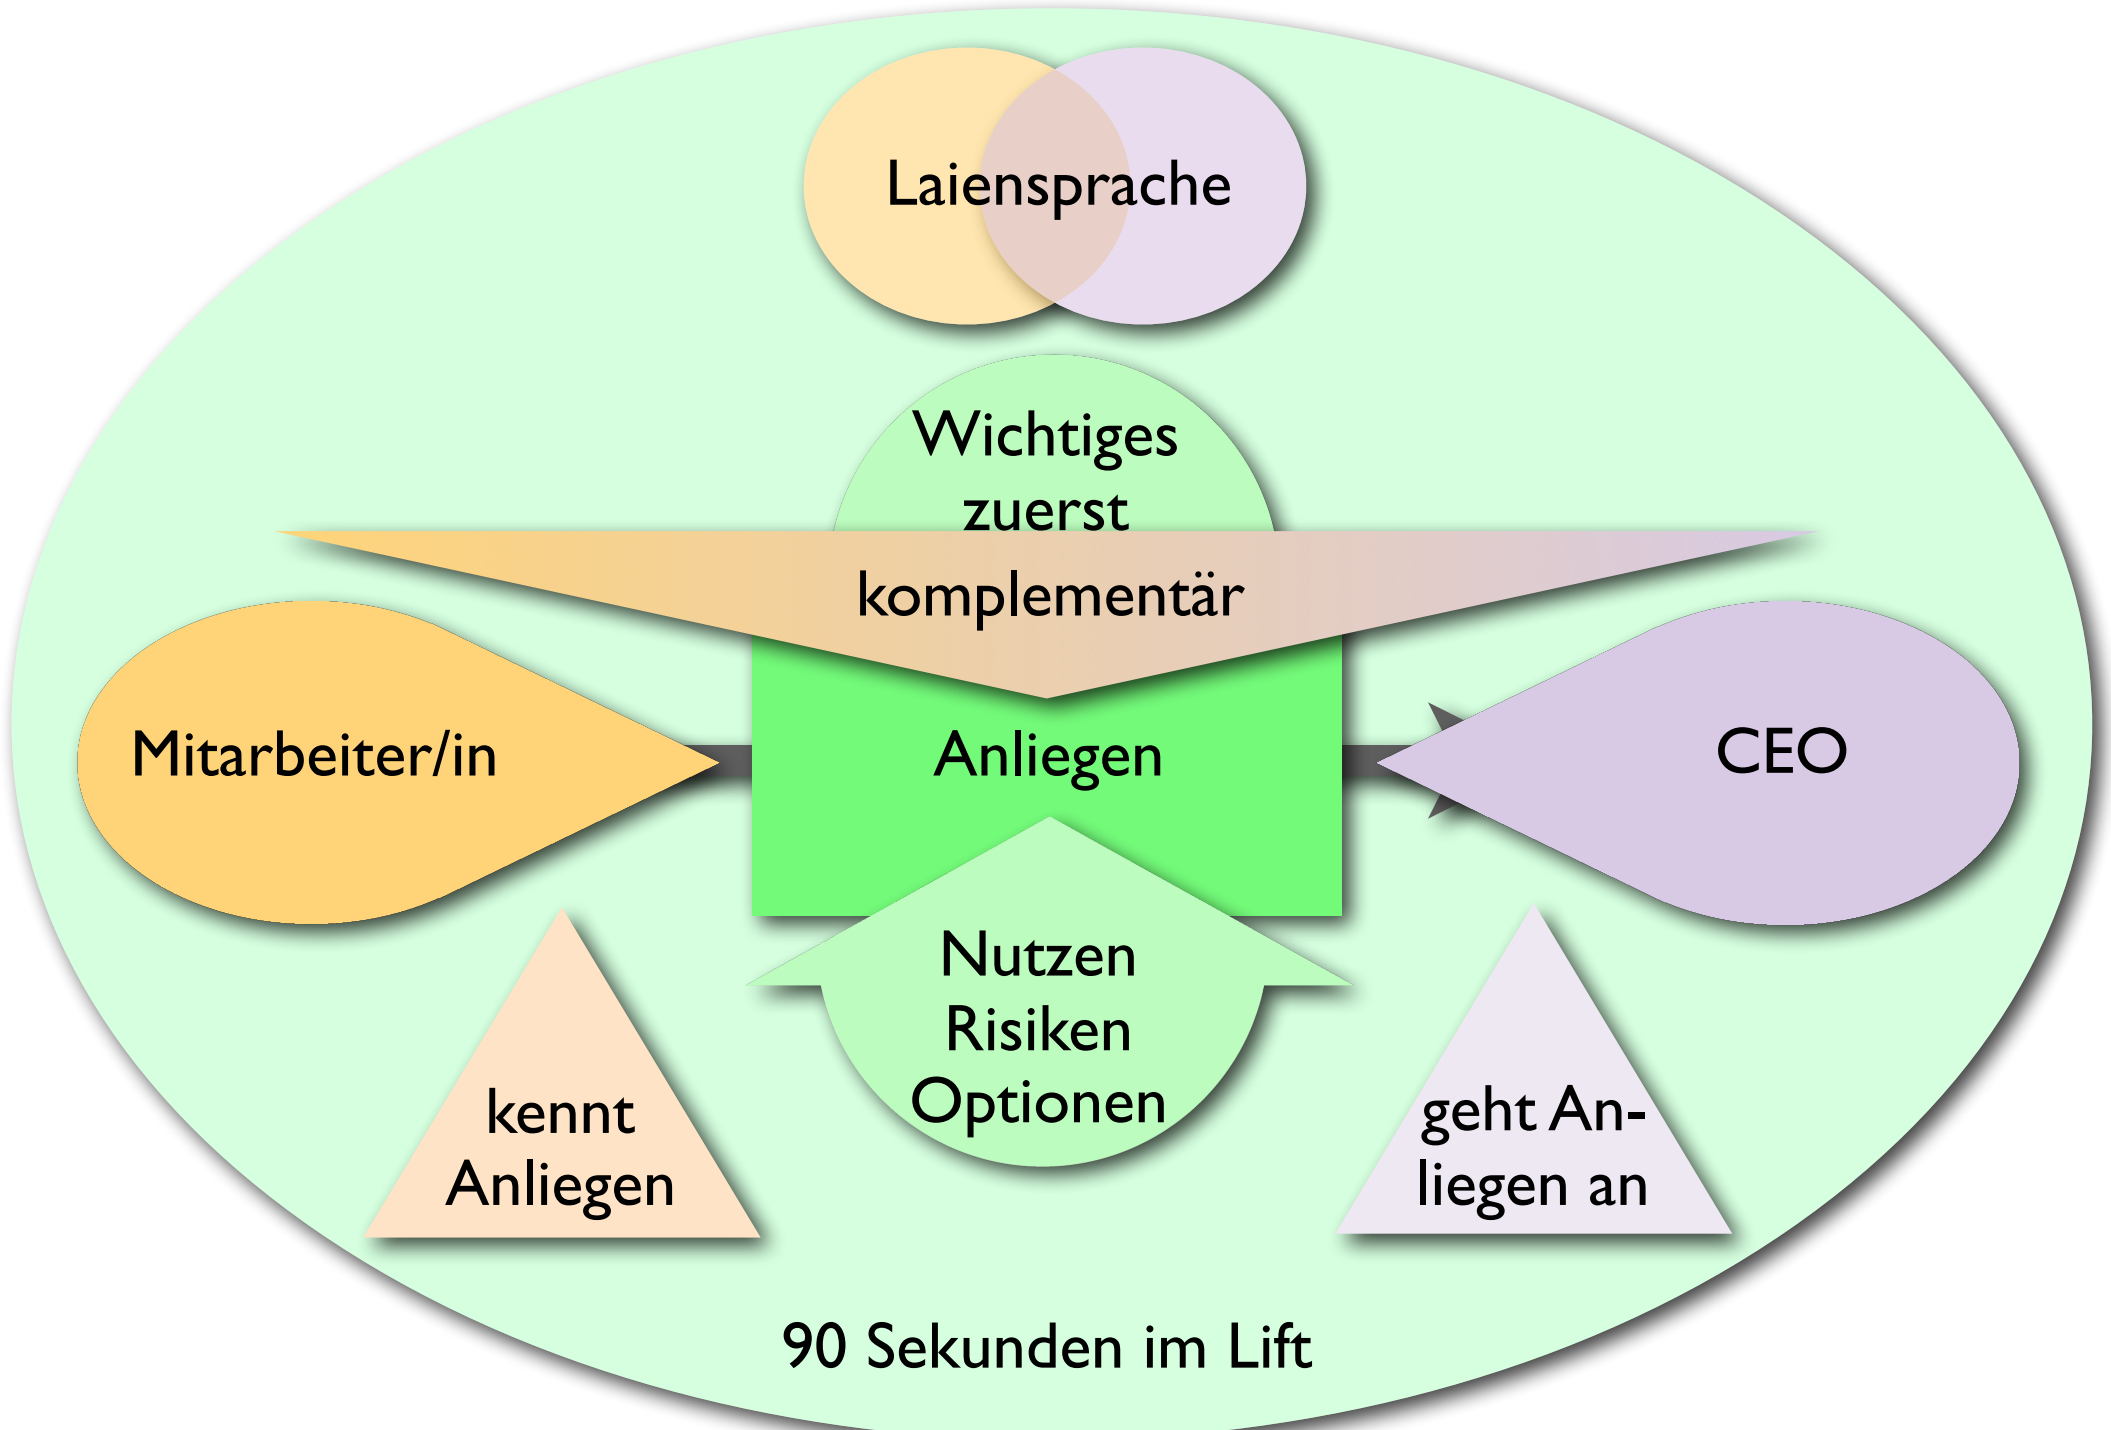 Laiensprache
Wichtiges
zuerst
komplementär
Mitarbeiter/in
Anliegen
CEO
Nutzen
Risiken
Optionen
kennt
Anliegen
geht An-
liegen an
90 Sekunden im Lift